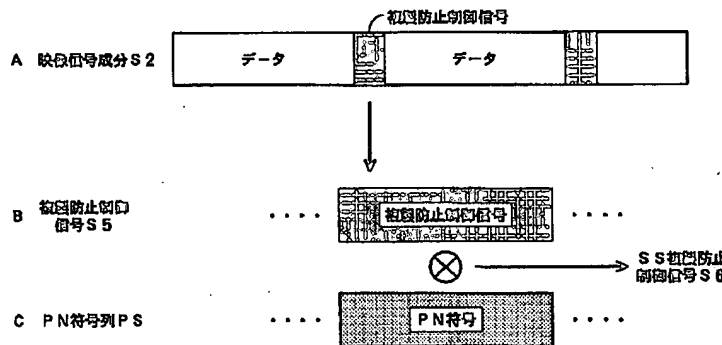 複製防止制御信号
A 映像信号成分S2 データ データ
B 複製防止制御
信号S5
・・・・ 複製防止制御信号 ・・・・
SS複製防止
制御信号S6
C PN符号列PS ・・・・ PN符号 ・・・・